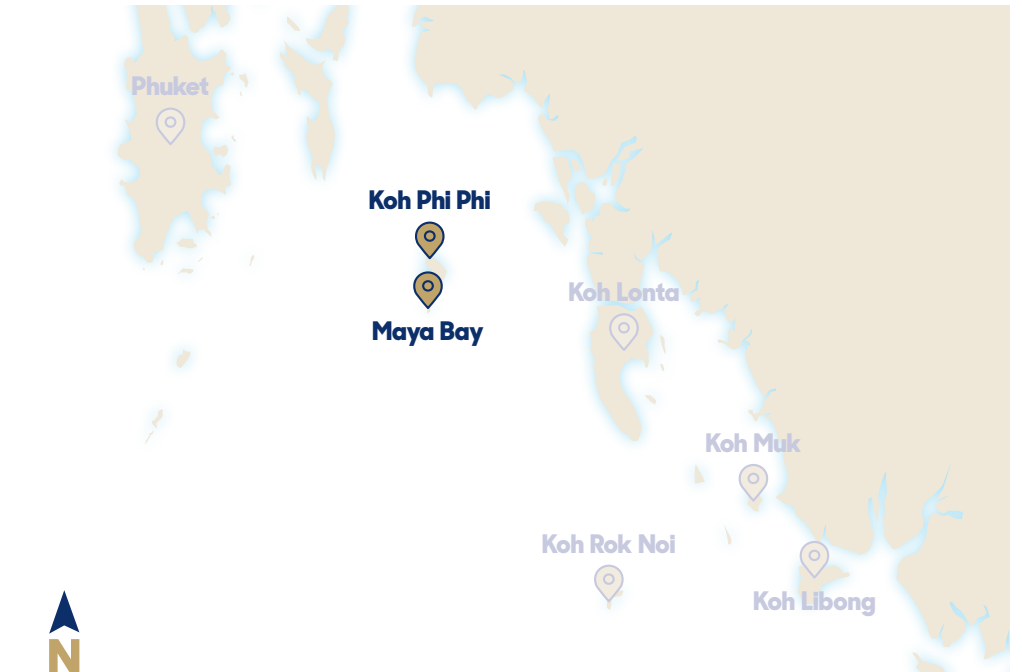 Phuket
Koh Phi Phi
Koh Lonta
Maya Bay
Koh Muk
Koh Rok Noi
Koh Libong
N